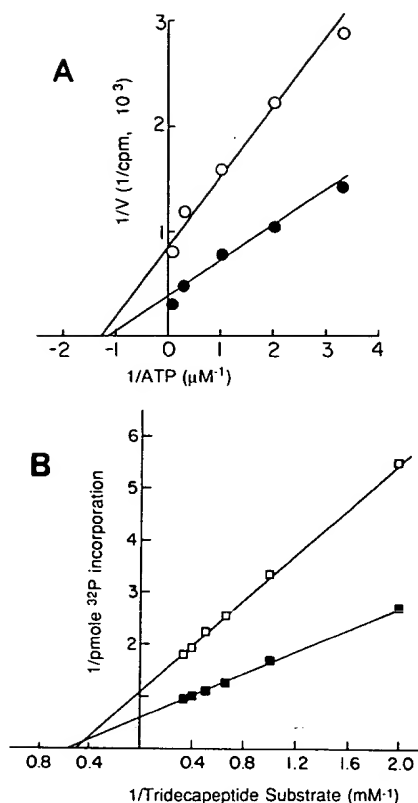 A
1/V (1/cpm, 10³)
3
2
1
-2 -1 0 1 2 3 4
1/ATP (μM⁻¹)
B
1/pmole ³²P incorporation
6
5
4
3
2
0.8 0.4 0.4 0.8 1.2 1.6 2.0
1/Tridecapeptide Substrate (mM⁻¹)